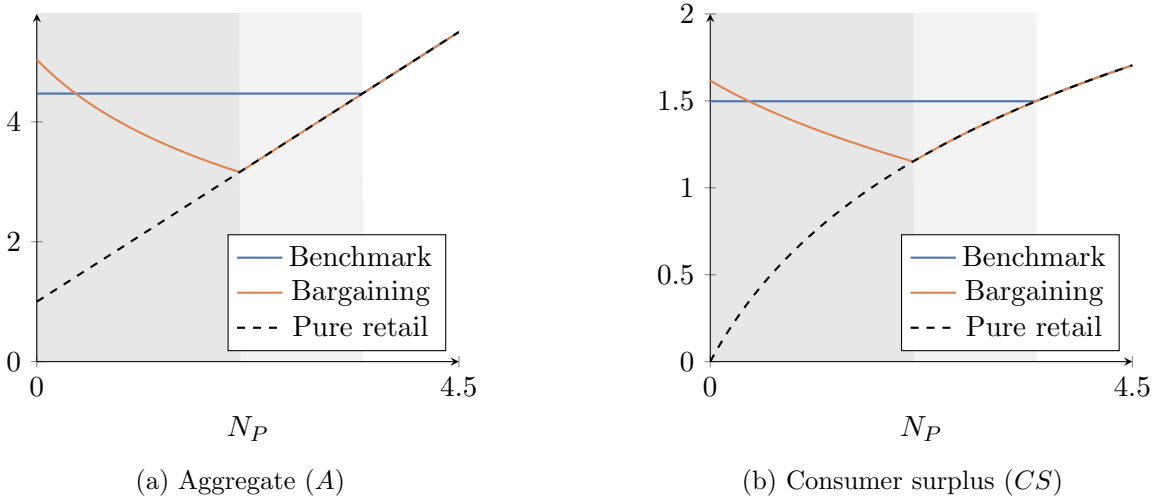 4
2
0
0
4.5
N_P
Benchmark
Bargaining
Pure retail
(a) Aggregate (A)
2
1.5
1
0.5
0
0
4.5
N_P
Benchmark
Bargaining
Pure retail
(b) Consumer surplus (CS)